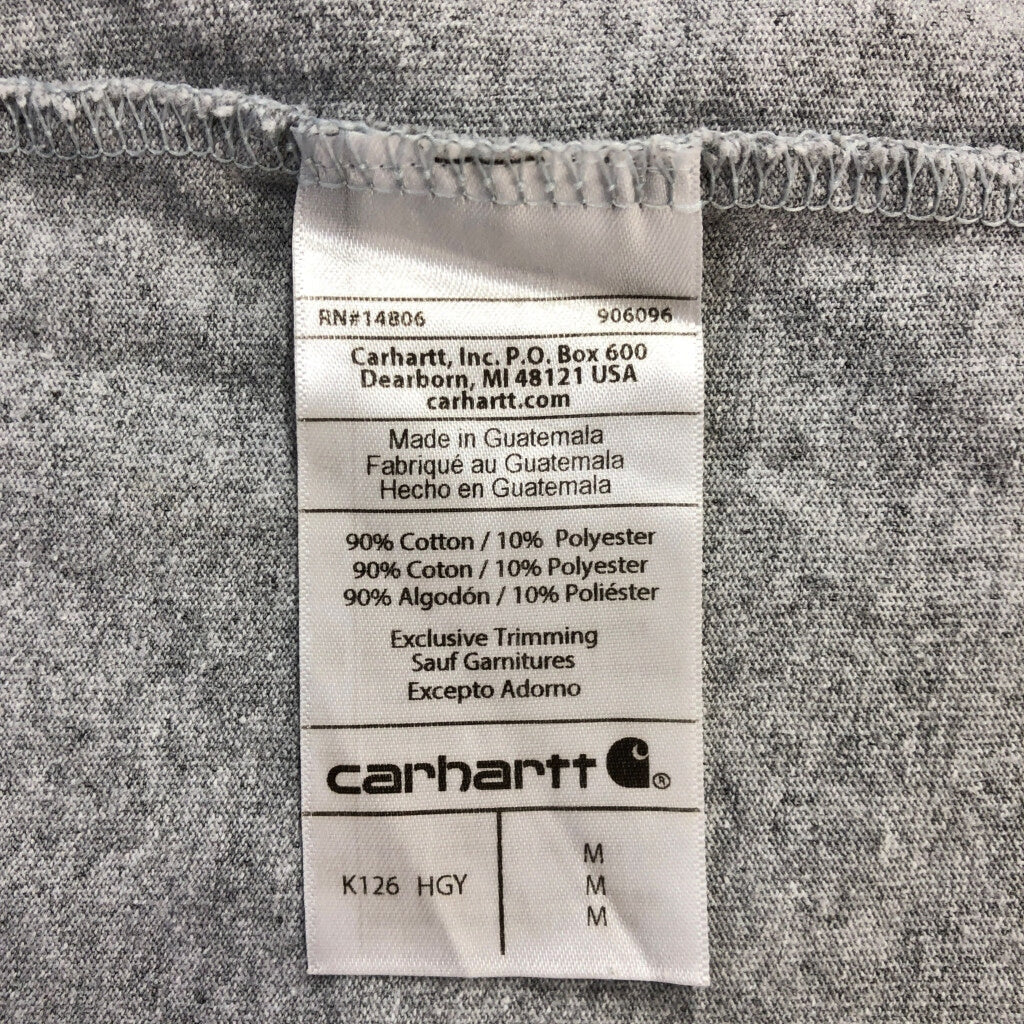 RN#14806 906096
Carhartt, Inc. P.O. Box 600
Dearborn, MI 48121 USA
carhartt.com
Made in Guatemala
Fabriqué au Guatemala
Hecho en Guatemala
90% Cotton / 10% Polyester
90% Coton / 10% Polyester
90% Algodón / 10% Poliéster
Exclusive Trimming
Sauf Garnitures
Excepto Adorno
carhartt ®
K126 HGY
M
M
M